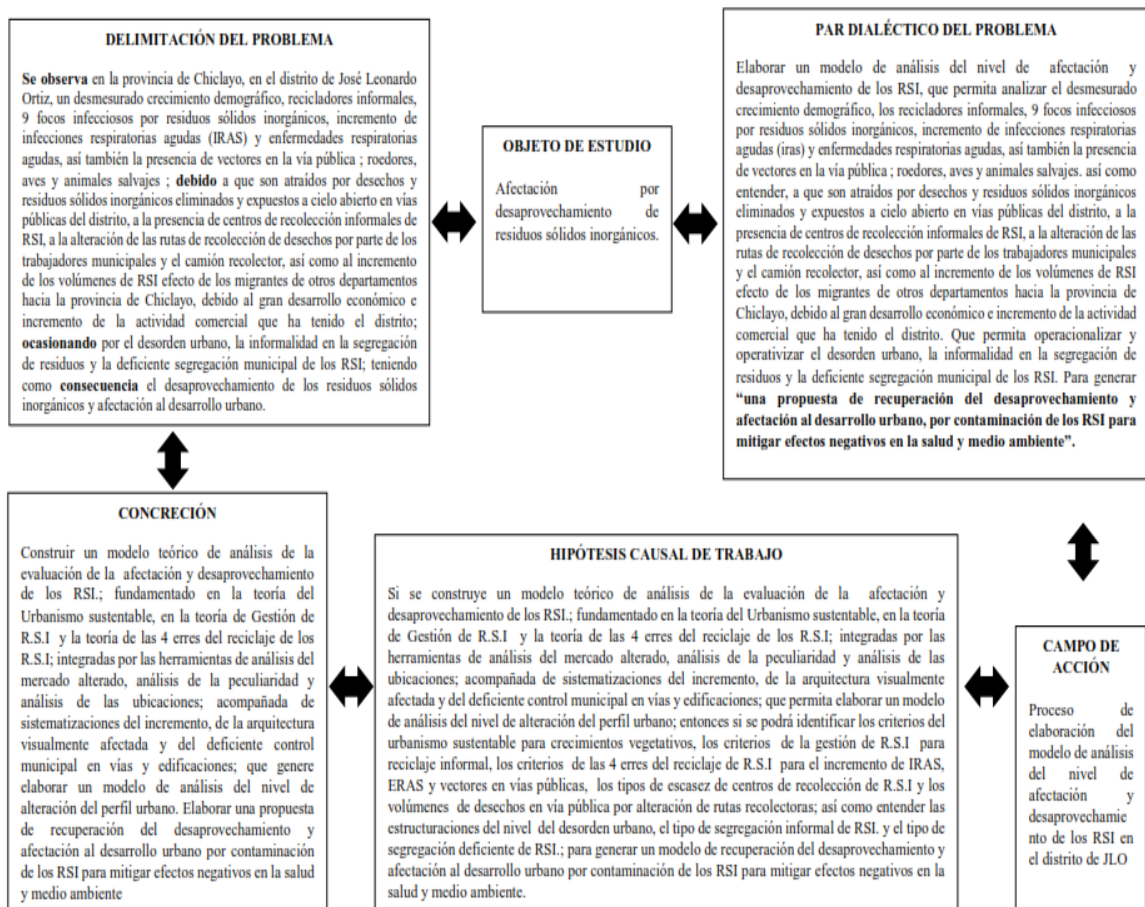 DELIMITACIÓN DEL PROBLEMA
Se observa en la provincia de Chiclayo, en el distrito de José Leonardo
Ortiz, un desmesurado crecimiento demográfico, recicladores informales,
9 focos infecciosos por residuos sólidos inorgánicos, incremento de
infecciones respiratorias agudas (IRAS) y enfermedades respiratorias
agudas, así también la presencia de vectores en la vía pública ; roedores,
aves y animales salvajes ; debido a que son atraídos por desechos y
residuos sólidos inorgánicos eliminados y expuestos a cielo abierto en vías
públicas del distrito, a la presencia de centros de recolección informales de
RSI, a la alteración de las rutas de recolección de desechos por parte de los
trabajadores municipales y el camión recolector, así como al incremento
de los volúmenes de RSI efecto de los migrantes de otros departamentos
hacia la provincia de Chiclayo, debido al gran desarrollo económico e
incremento de la actividad comercial que ha tenido el distrito;
ocasionando por el desorden urbano, la informalidad en la segregación
de residuos y la deficiente segregación municipal de los RSI; teniendo
como consecuencia el desaprovechamiento de los residuos sólidos
inorgánicos y afectación al desarrollo urbano.
OBJETO DE ESTUDIO
Afectación por
desaprovechamiento de
residuos sólidos inorgánicos.
PAR DIALÉCTICO DEL PROBLEMA
Elaborar un modelo de análisis del nivel de afectación y
desaprovechamiento de los RSI, que permita analizar el desmesurado
crecimiento demográfico, los recicladores informales, 9 focos infecciosos
por residuos sólidos inorgánicos, incremento de infecciones respiratorias
agudas (iras) y enfermedades respiratorias agudas, así también la presencia
de vectores en la vía pública ; roedores, aves y animales salvajes. así como
entender, a que son atraídos por desechos y residuos sólidos inorgánicos
eliminados y expuestos a cielo abierto en vías públicas del distrito, a la
presencia de centros de recolección informales de RSI, a la alteración de las
rutas de recolección de desechos por parte de los trabajadores municipales
y el camión recolector, así como al incremento de los volúmenes de RSI
efecto de los migrantes de otros departamentos hacia la provincia de
Chiclayo, debido al gran desarrollo económico e incremento de la actividad
comercial que ha tenido el distrito. Que permita operacionalizar y
operativizar el desorden urbano, la informalidad en la segregación de
residuos y la deficiente segregación municipal de los RSI. Para generar
“una propuesta de recuperación del desaprovechamiento y
afectación al desarrollo urbano, por contaminación de los RSI para
mitigar efectos negativos en la salud y medio ambiente”.
CONCRECIÓN
Construir un modelo teórico de análisis de la
evaluación de la afectación y desaprovechamiento
de los RSI.; fundamentado en la teoría del
Urbanismo sustentable, en la teoría de Gestión de
R.S.I y la teoría de las 4 erres del reciclaje de los
R.S.I; integradas por las herramientas de análisis del
mercado alterado, análisis de la peculiaridad y
análisis de las ubicaciones; acompañada de
sistematizaciones del incremento, de la arquitectura
visualmente afectada y del deficiente control
municipal en vías y edificaciones; que genere
elaborar un modelo de análisis del nivel de
alteración del perfil urbano. Elaborar una propuesta
de recuperación del desaprovechamiento y
afectación al desarrollo urbano por contaminación
de los RSI para mitigar efectos negativos en la salud
y medio ambiente
HIPÓTESIS CAUSAL DE TRABAJO
Si se construye un modelo teórico de análisis de la evaluación de la afectación y
desaprovechamiento de los RSI.; fundamentado en la teoría del Urbanismo sustentable, en la teoría
de Gestión de R.S.I y la teoría de las 4 erres del reciclaje de los R.S.I; integradas por las
herramientas de análisis del mercado alterado, análisis de la peculiaridad y análisis de las
ubicaciones; acompañada de sistematizaciones del incremento, de la arquitectura visualmente
afectada y del deficiente control municipal en vías y edificaciones; que permita elaborar un modelo
de análisis del nivel de alteración del perfil urbano; entonces si se podrá identificar los criterios del
urbanismo sustentable para crecimientos vegetativos, los criterios de la gestión de R.S.I para
reciclaje informal, los criterios de las 4 erres del reciclaje de R.S.I para el incremento de IRAS,
ERAS y vectores en vías públicas, los tipos de escasez de centros de recolección de R.S.I y los
volúmenes de desechos en vía pública por alteración de rutas recolectoras; así como entender las
estructuraciones del nivel del desorden urbano, el tipo de segregación informal de RSI. y el tipo de
segregación deficiente de RSI.; para generar un modelo de recuperación del desaprovechamiento y
afectación al desarrollo urbano por contaminación de los RSI para mitigar efectos negativos en la
salud y medio ambiente.
CAMPO DE
ACCIÓN
Proceso de
elaboración del
modelo de análisis
del nivel de
afectación y
desaprovechamie
nto de los RSI en
el distrito de JLO